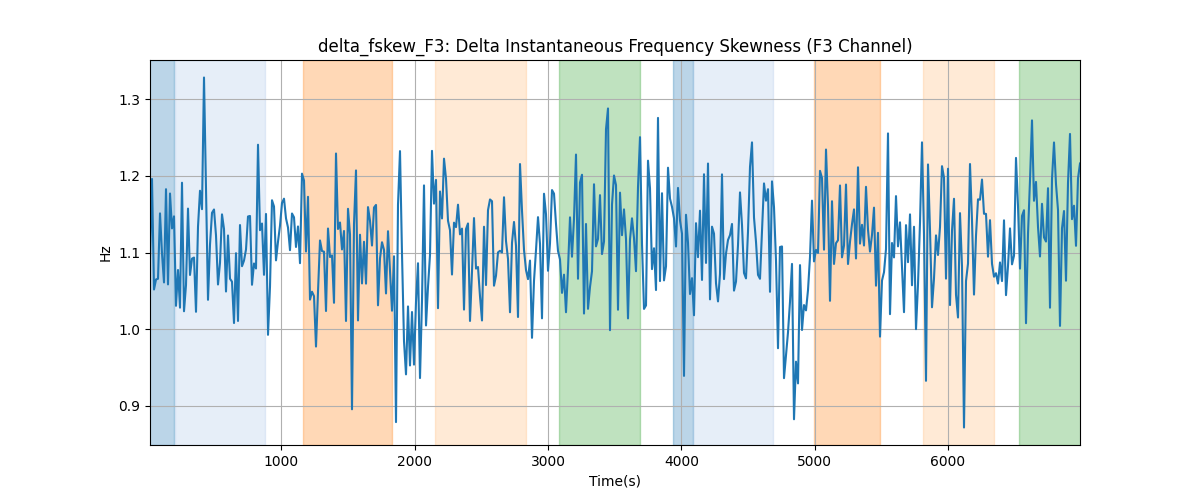 delta_fskew_F3: Delta Instantaneous Frequency Skewness (F3 Channel)
Hz
1.3
1.2
1.1
1.0
0.9
1000 2000 3000 4000 5000 6000
Time(s)